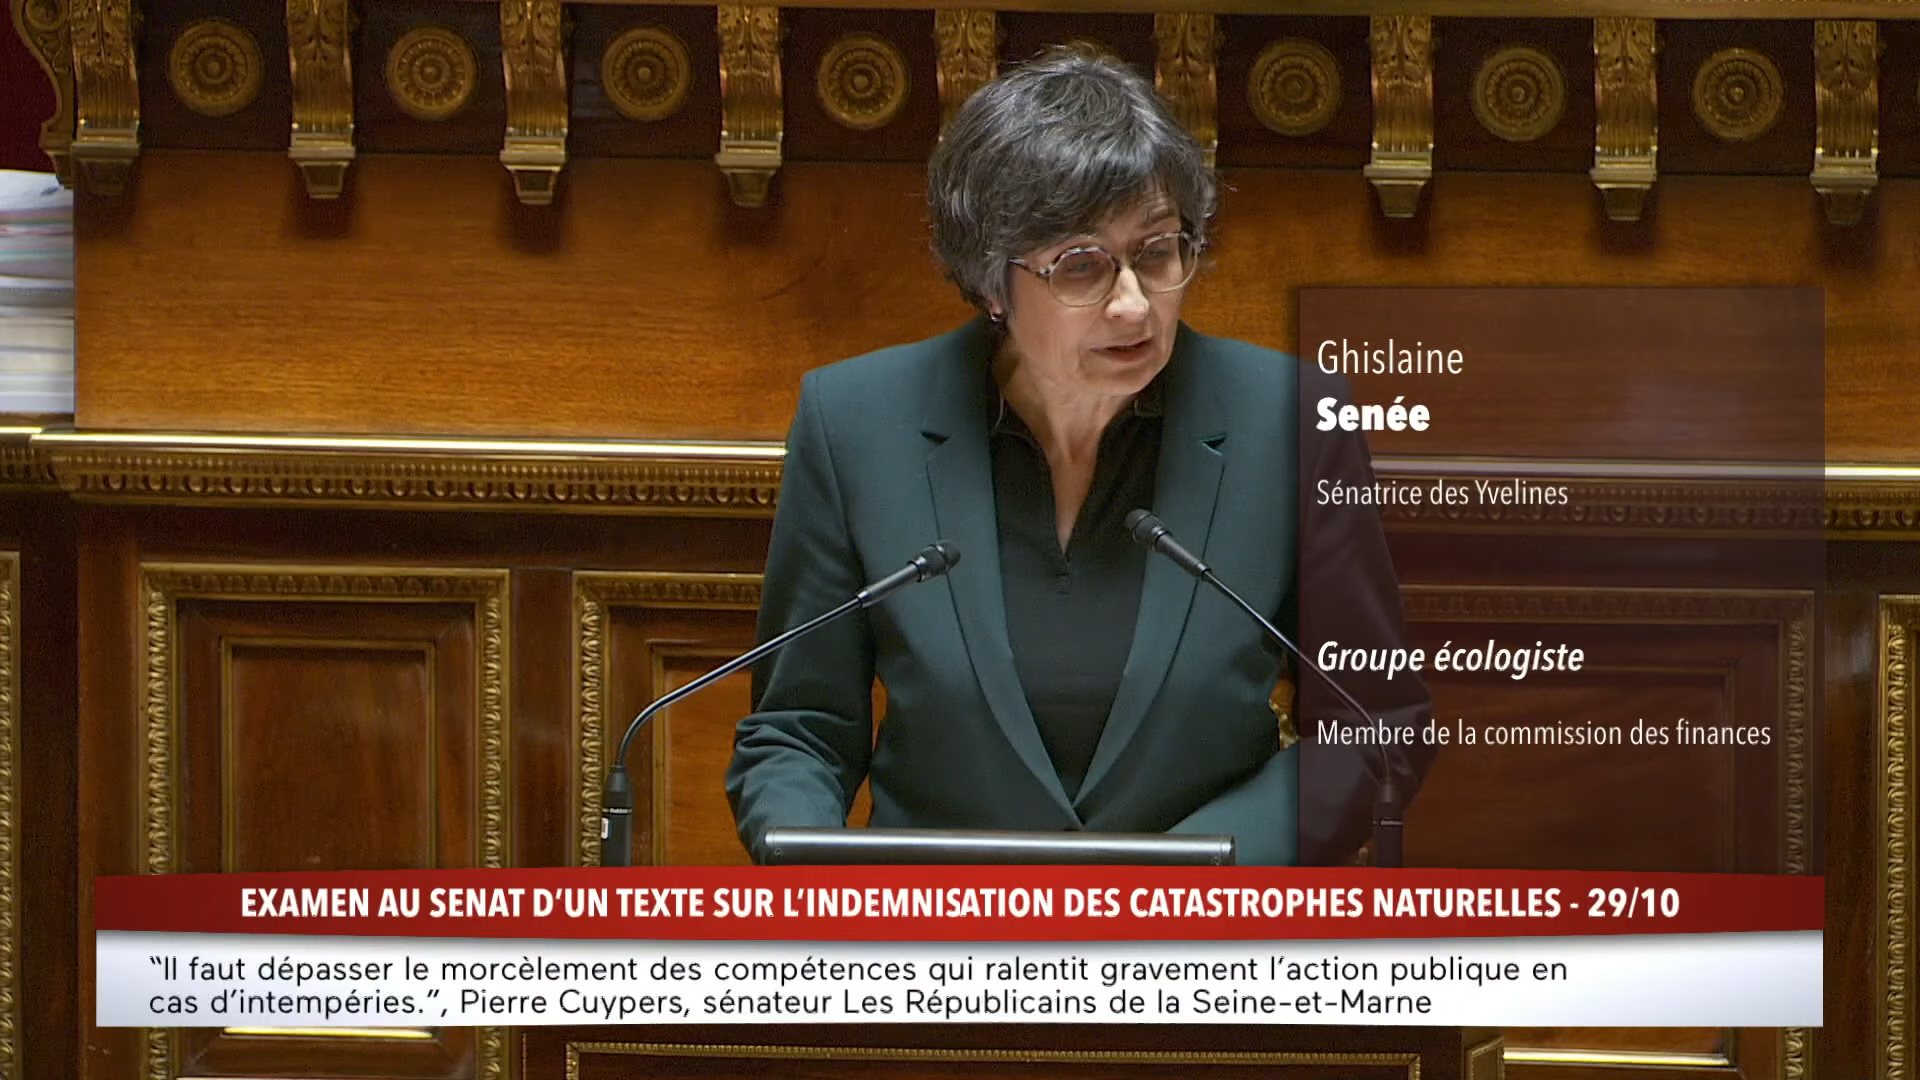 Ghislaine
Senée
Sénatrice des Yvelines
Groupe écologiste
Membre de la commission des finances
EXAMEN AU SENAT D’UN TEXTE SUR L’INDEMNISATION DES CATASTROPHES NATURELLES - 29/10
“Il faut dépasser le morcèlement des compétences qui ralentit gravement l’action publique en
cas d’intempéries.”, Pierre Cuypers, sénateur Les Républicains de la Seine-et-Marne